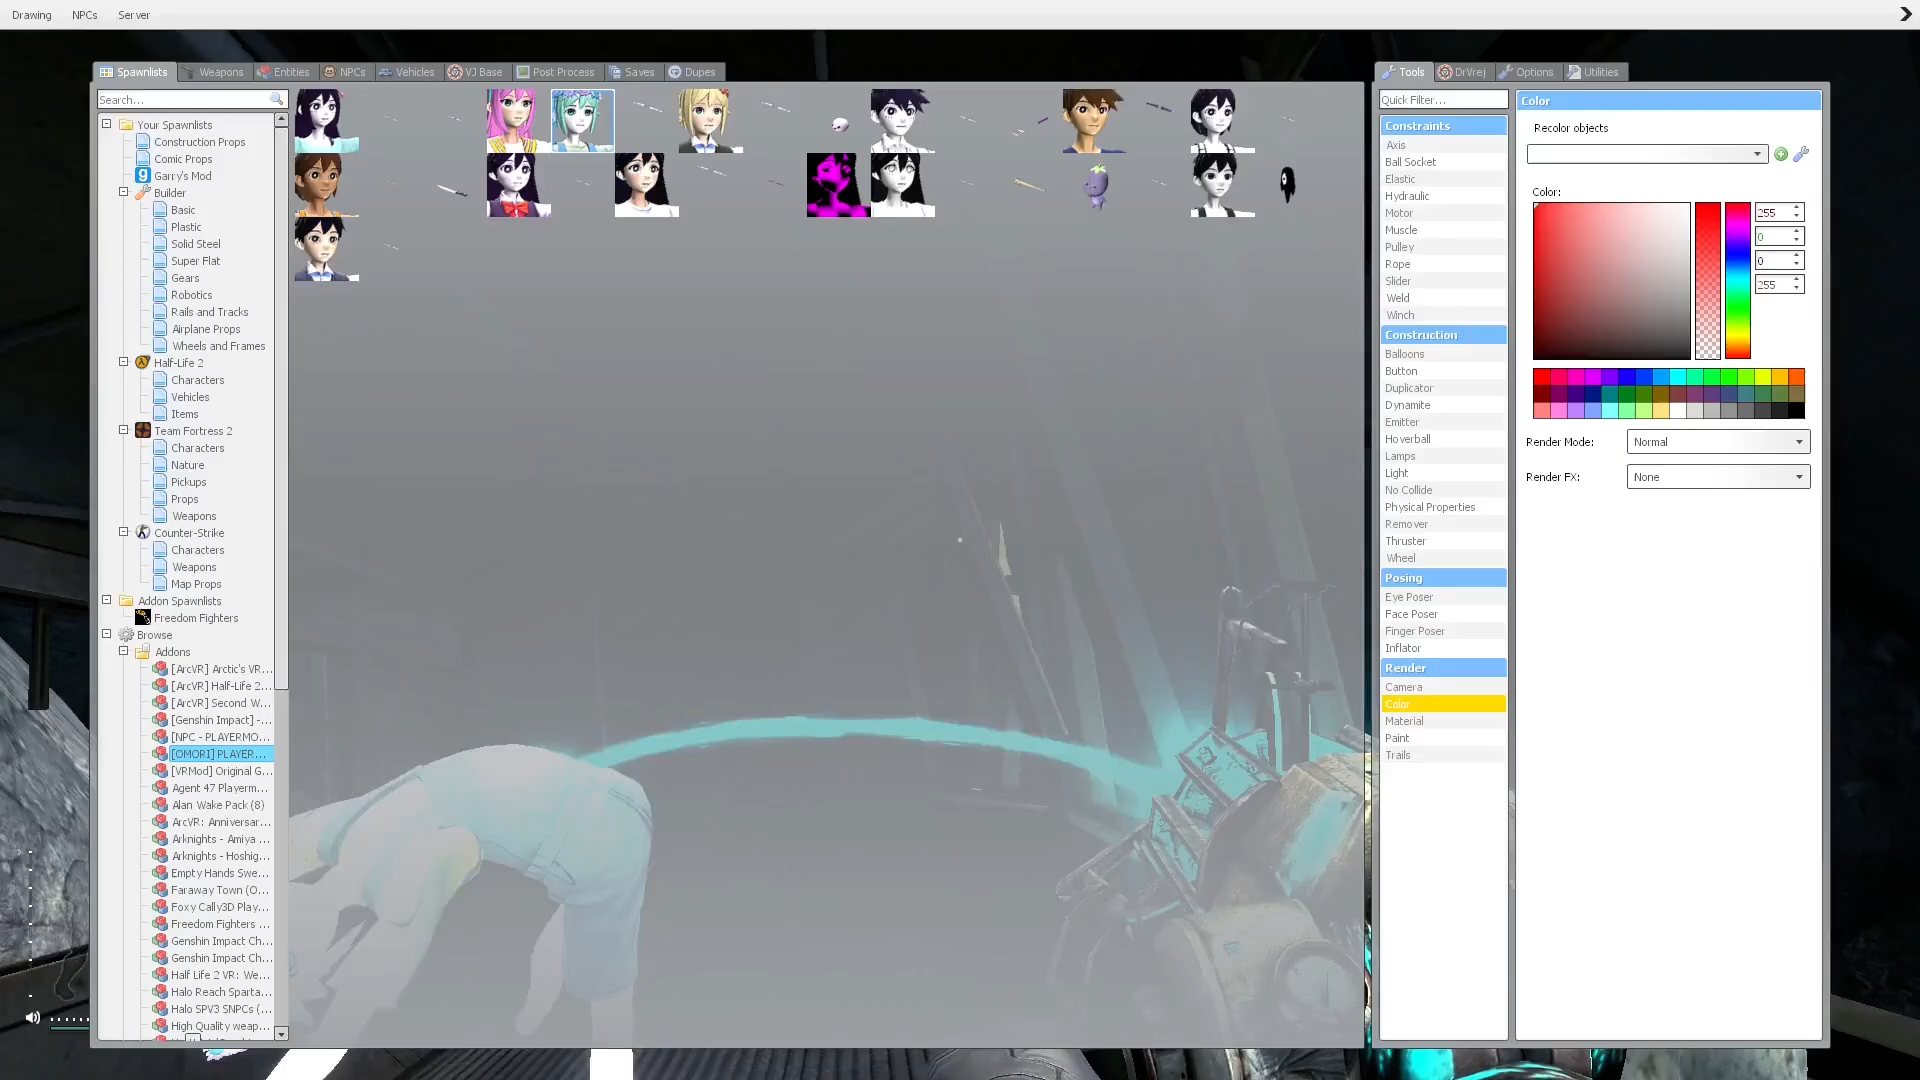 Drawing NPCs Server
Spawnlists Weapons Entities NPCs Vehicles VJ Base Post Process Saves Dupes
Search...
Your Spawnlists
Construction Props
Comic Props
Garry's Mod
Builder
Basic
Plastic
Solid Steel
Super Flat
Gears
Robotics
Rails and Tracks
Airplane Props
Wheels and Frames
Half-Life 2
Characters
Vehicles
Items
Team Fortress 2
Characters
Nature
Pickups
Props
Weapons
Counter-Strike
Characters
Weapons
Map Props
Addon Spawnlists
Freedom Fighters
Browse
Addons
[ArcVR] Arctic's VR...
[ArcVR] Half-Life 2...
[ArcVR] Second W...
[Genshin Impact] -...
[NPC - PLAYERMO...
[OMORI] PLAYER...
[VRMod] Original G...
Agent 47 Playerm...
Alan Wake Pack (8)
ArcVR: Anniversar...
Arknights - Amiya ...
Arknights - Hoshig...
Empty Hands Swe...
Faraway Town (O...
Foxy Cally3D Play...
Freedom Fighters ...
Genshin Impact Ch...
Genshin Impact Ch...
Half Life 2 VR: We...
Halo Reach Sparta...
Halo SPV3 SNPCs (...
High Quality weap...
Tools DrVrej Options Utilities
Quick Filter...
Constraints
Axis
Ball Socket
Elastic
Hydraulic
Motor
Muscle
Pulley
Rope
Slider
Weld
Winch
Construction
Balloons
Button
Duplicator
Dynamite
Emitter
Hoverball
Lamps
Light
No Collide
Physical Properties
Remover
Thruster
Wheel
Posing
Eye Poser
Face Poser
Finger Poser
Inflator
Render
Camera
Color
Material
Paint
Trails
Color
Recolor objects
Color:
255
0
0
255
Render Mode: Normal
Render FX: None